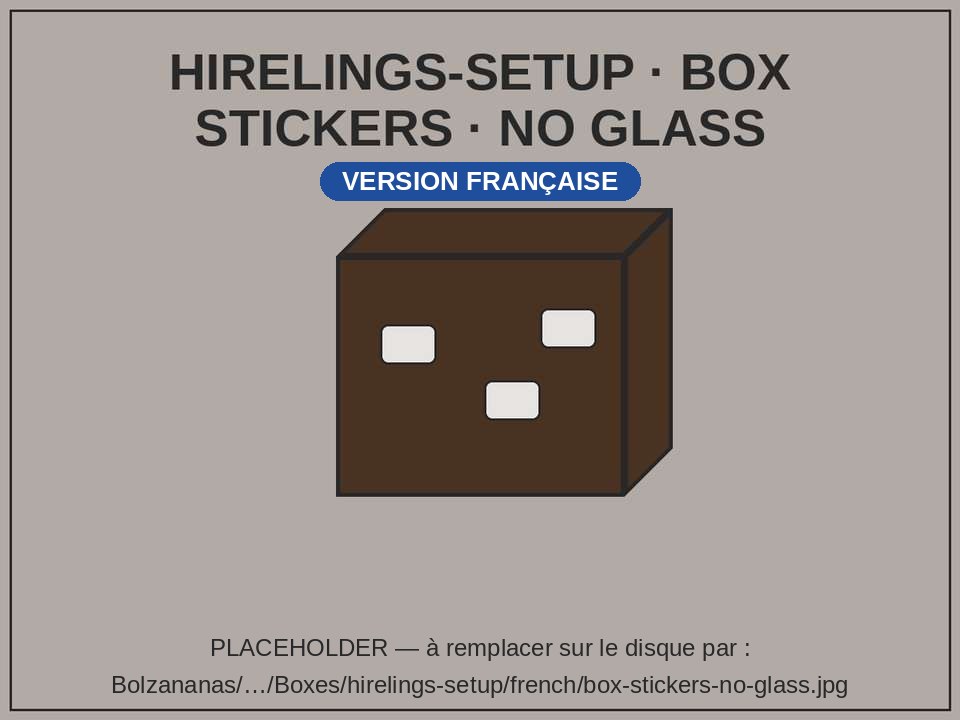 HIRELINGS-SETUP · BOX
STICKERS · NO GLASS
VERSION FRANÇAISE
PLACEHOLDER — à remplacer sur le disque par :
Bolzananas/…/Boxes/hirelings-setup/french/box-stickers-no-glass.jpg